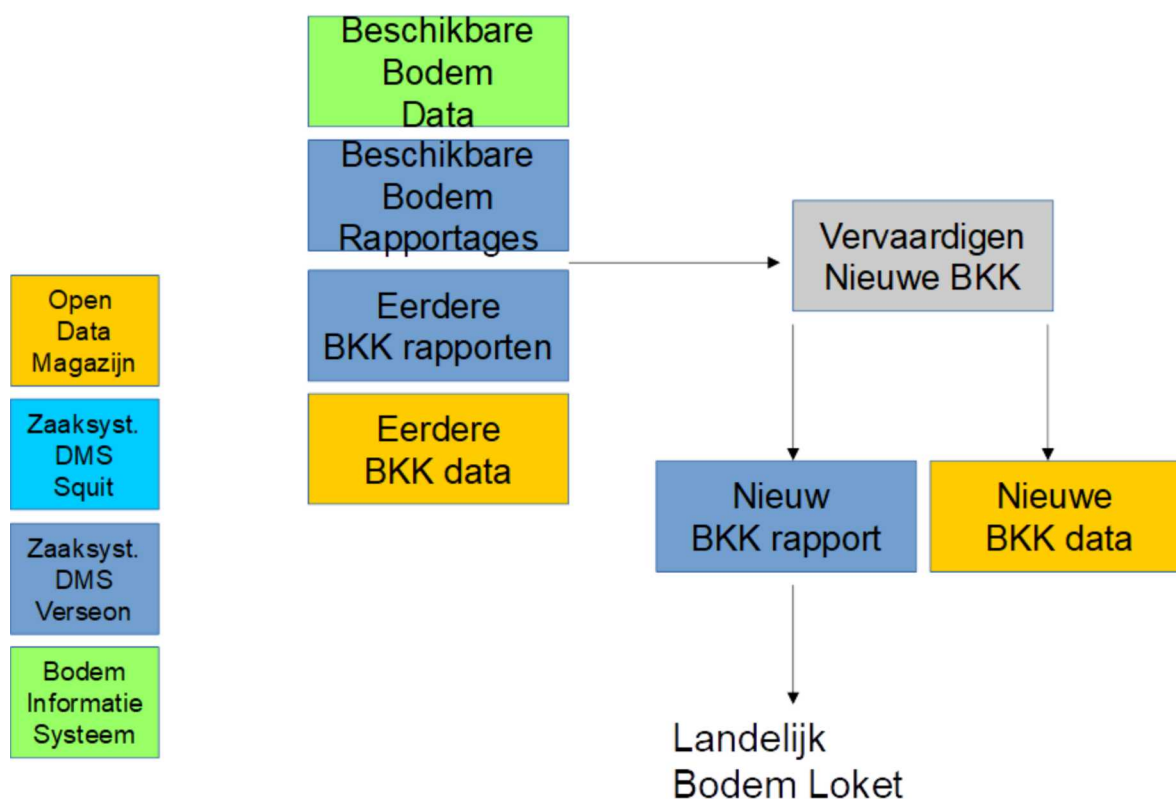 Beschikbare
Bodem
Data
Beschikbare
Bodem
Rapportages
Eerdere
BKK rapporten
Eerdere
BKK data
Vervaardigen
Nieuwe BKK
Nieuw
BKK rapport
Nieuwe
BKK data
Landelijk
Bodem Loket
Open
Data
Magazijn
Zaaksyst.
DMS
Squit
Zaaksyst.
DMS
Verseon
Bodem
Informatie
Systeem